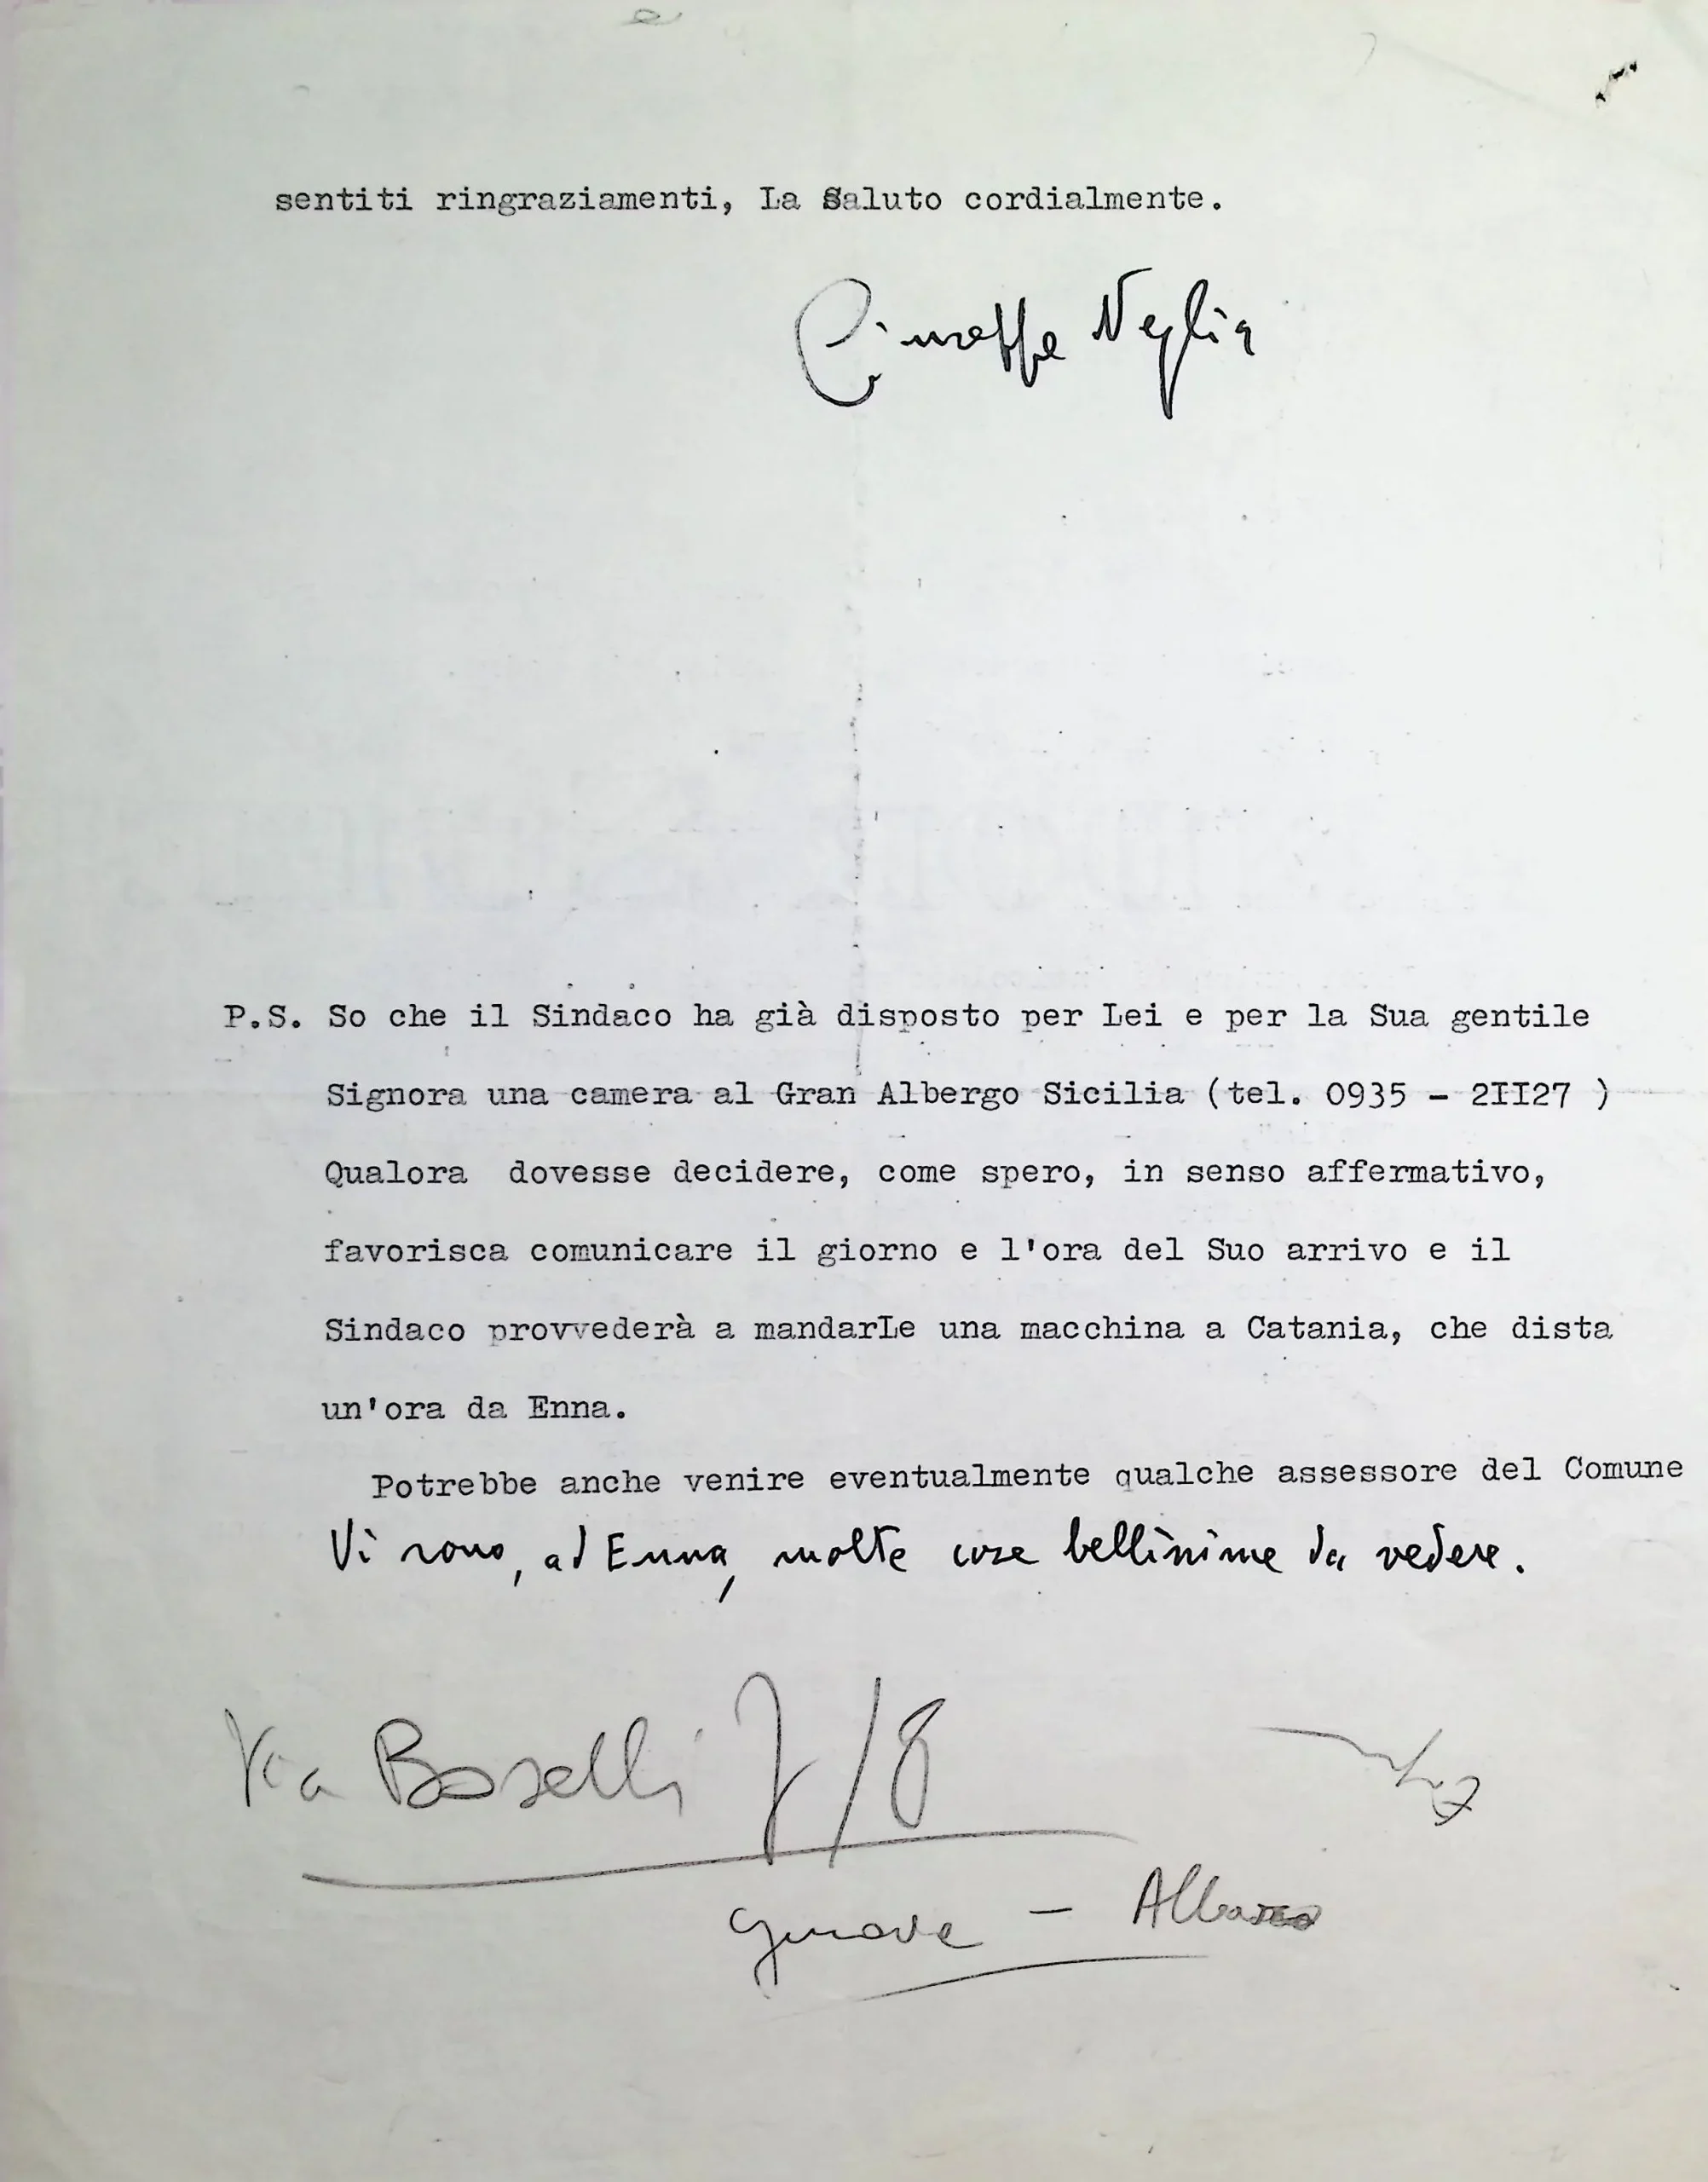 sentiti ringraziamenti, La Saluto cordialmente.
Giuseppe Neglia
P.S. So che il Sindaco ha già disposto per Lei e per la Sua gentile
Signora una camera al Gran Albergo Sicilia (tel. 0935 - 2II27 )
Qualora dovesse decidere, come spero, in senso affermativo,
favorisca comunicare il giorno e l'ora del Suo arrivo e il
Sindaco provvederà a mandarLe una macchina a Catania, che dista
un'ora da Enna.
Potrebbe anche venire eventualmente qualche assessore del Comune
Vi sono, ad Enna, molte cose bellissime da vedere.
Via Boselli 7/8
Genova - Albaro